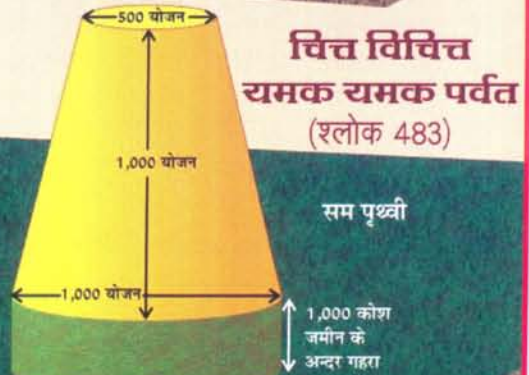 500 योजन
चित्त विचित्त
यमक यमक पर्वत
(श्लोक 483)
1,000 योजन
सम पृथ्वी
1,000 योजन
1,000 कोश
जमीन के
अन्दर गहरा